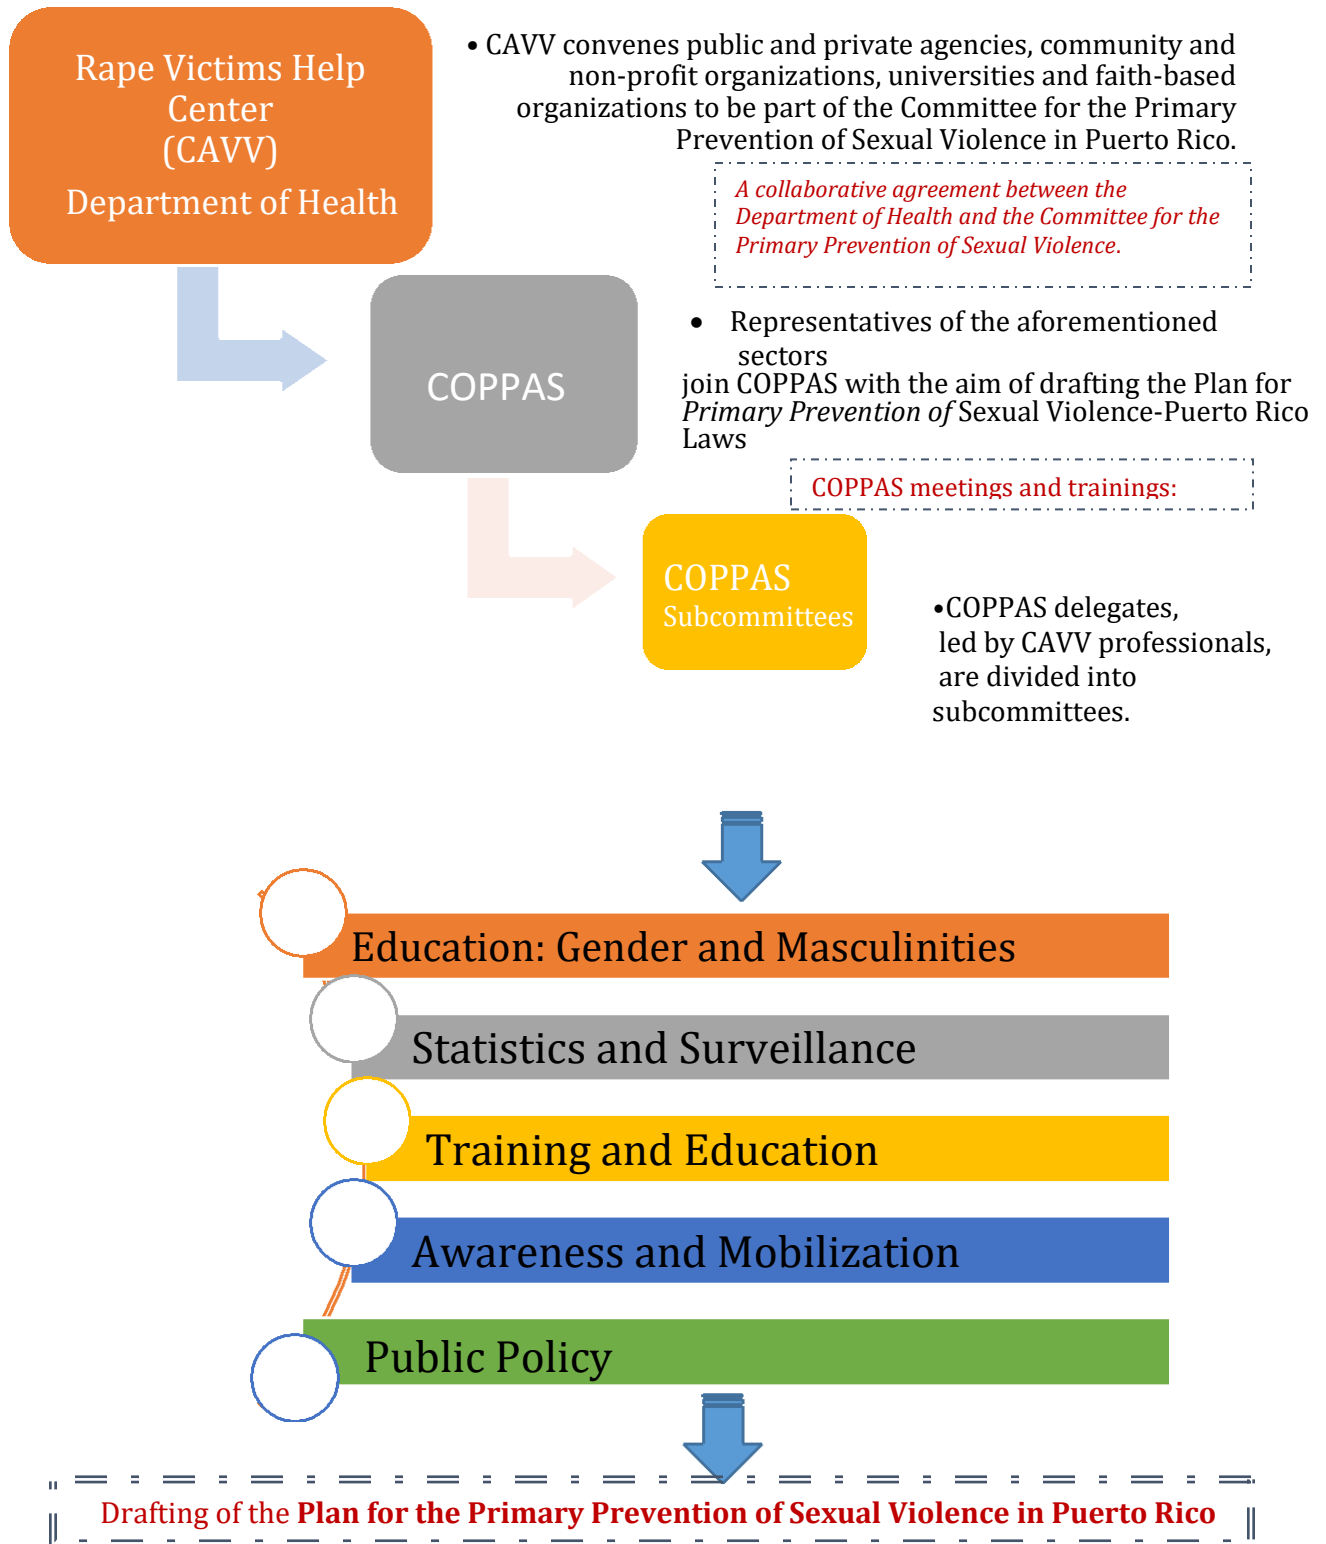 Rape Victims Help
Center
(CAVV)
Department of Health
• CAVV convenes public and private agencies, community and
non-profit organizations, universities and faith-based
organizations to be part of the Committee for the Primary
Prevention of Sexual Violence in Puerto Rico.
A collaborative agreement between the
Department of Health and the Committee for the
Primary Prevention of Sexual Violence.
COPPAS
• Representatives of the aforementioned
sectors
join COPPAS with the aim of drafting the Plan for
Primary Prevention of Sexual Violence-Puerto Rico
Laws
COPPAS meetings and trainings:
COPPAS
Subcommittees
•COPPAS delegates,
led by CAVV professionals,
are divided into
subcommittees.
Education: Gender and Masculinities
Statistics and Surveillance
Training and Education
Awareness and Mobilization
Public Policy
Drafting of the Plan for the Primary Prevention of Sexual Violence in Puerto Rico